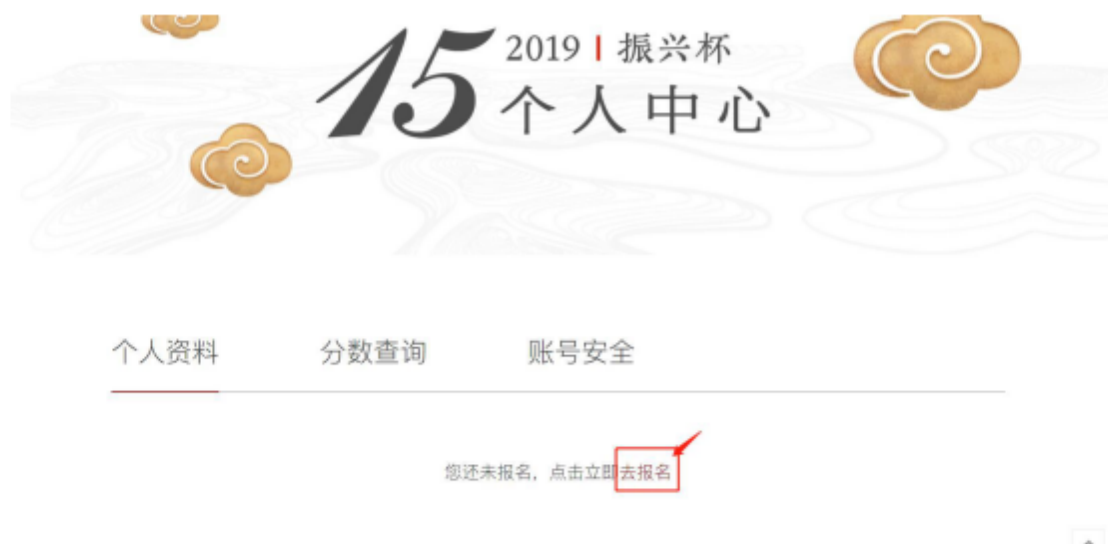 15
2019 | 振兴杯
个人中心
个人资料 分数查询 账号安全
您还未报名，点击立即去报名